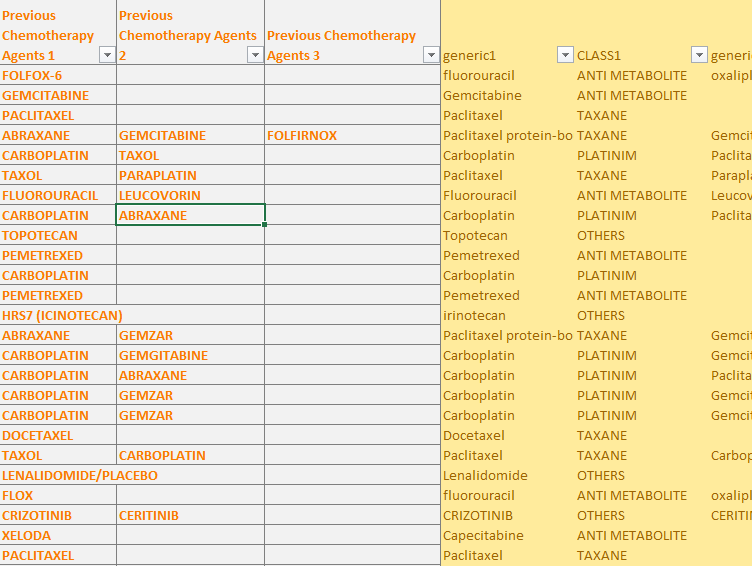 Previous Chemotherapy Agents 1 Previous Chemotherapy Agents 2 Previous Chemotherapy Agents 3 generic1 CLASS1 generi
FOLFOX-6 fluorouracil ANTI METABOLITE oxalipl
GEMCITABINE Gemcitabine ANTI METABOLITE
PACLITAXEL Paclitaxel TAXANE
ABRAXANE GEMCITABINE FOLFIRNOX Paclitaxel protein-bo TAXANE Gemcit
CARBOPLATIN TAXOL Carboplatin PLATINIM Paclita
TAXOL PARAPLATIN Paclitaxel TAXANE Parapla
FLUOROURACIL LEUCOVORIN Fluorouracil ANTI METABOLITE Leucov
CARBOPLATIN ABRAXANE Carboplatin PLATINIM Paclita
TOPOTECAN Topotecan OTHERS
PEMETREXED Pemetrexed ANTI METABOLITE
CARBOPLATIN Carboplatin PLATINIM
PEMETREXED Pemetrexed ANTI METABOLITE
HRS7 (ICINOTECAN) irinotecan OTHERS
ABRAXANE GEMZAR Paclitaxel protein-bo TAXANE Gemcit
CARBOPLATIN GEMGITABINE Carboplatin PLATINIM Gemcit
CARBOPLATIN ABRAXANE Carboplatin PLATINIM Paclita
CARBOPLATIN GEMZAR Carboplatin PLATINIM Gemcit
CARBOPLATIN GEMZAR Carboplatin PLATINIM Gemcit
DOCETAXEL Docetaxel TAXANE
TAXOL CARBOPLATIN Paclitaxel TAXANE Carbop
LENALIDOMIDE/PLACEBO Lenalidomide OTHERS
FLOX fluorouracil ANTI METABOLITE oxalipl
CRIZOTINIB CERITINIB CRIZOTINIB OTHERS CERITIN
XELODA Capecitabine ANTI METABOLITE
PACLITAXEL Paclitaxel TAXANE